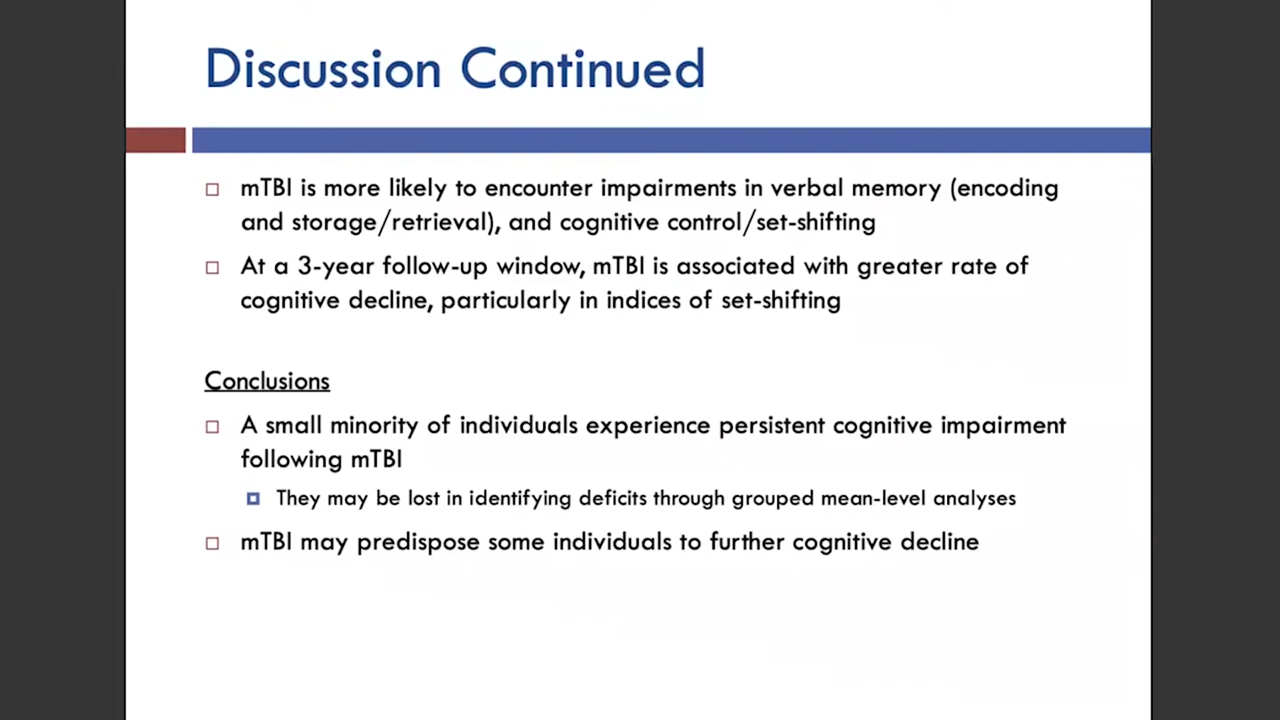 Discussion Continued
mTBI is more likely to encounter impairments in verbal memory (encoding
and storage/retrieval), and cognitive control/set-shifting
At a 3-year follow-up window, mTBI is associated with greater rate of
cognitive decline, particularly in indices of set-shifting
Conclusions
A small minority of individuals experience persistent cognitive impairment
following mTBI
They may be lost in identifying deficits through grouped mean-level analyses
mTBI may predispose some individuals to further cognitive decline